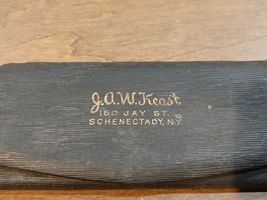 J.A.W. Keast
180 JAY ST.
SCHENECTADY, N.Y.